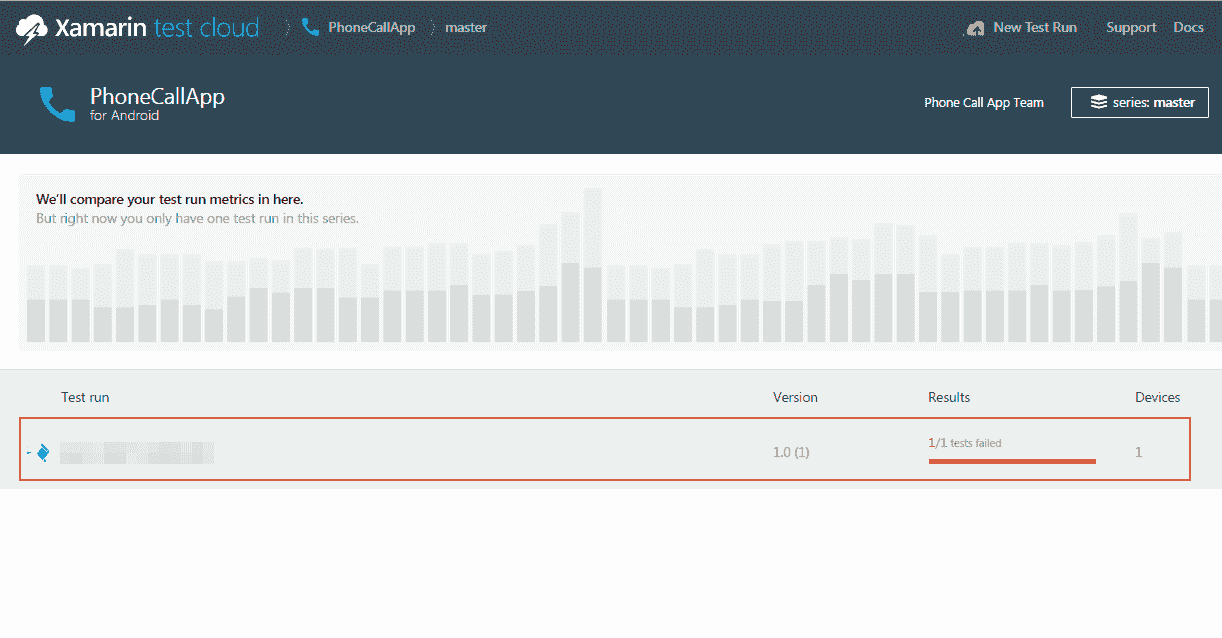 Xamarin test cloud PhoneCallApp master New Test Run Support Docs
PhoneCallApp
for Android
Phone Call App Team series: master
We'll compare your test run metrics in here.
But right now you only have one test run in this series.
Test run Version Results Devices
1.0 (1) 1/1 tests failed 1